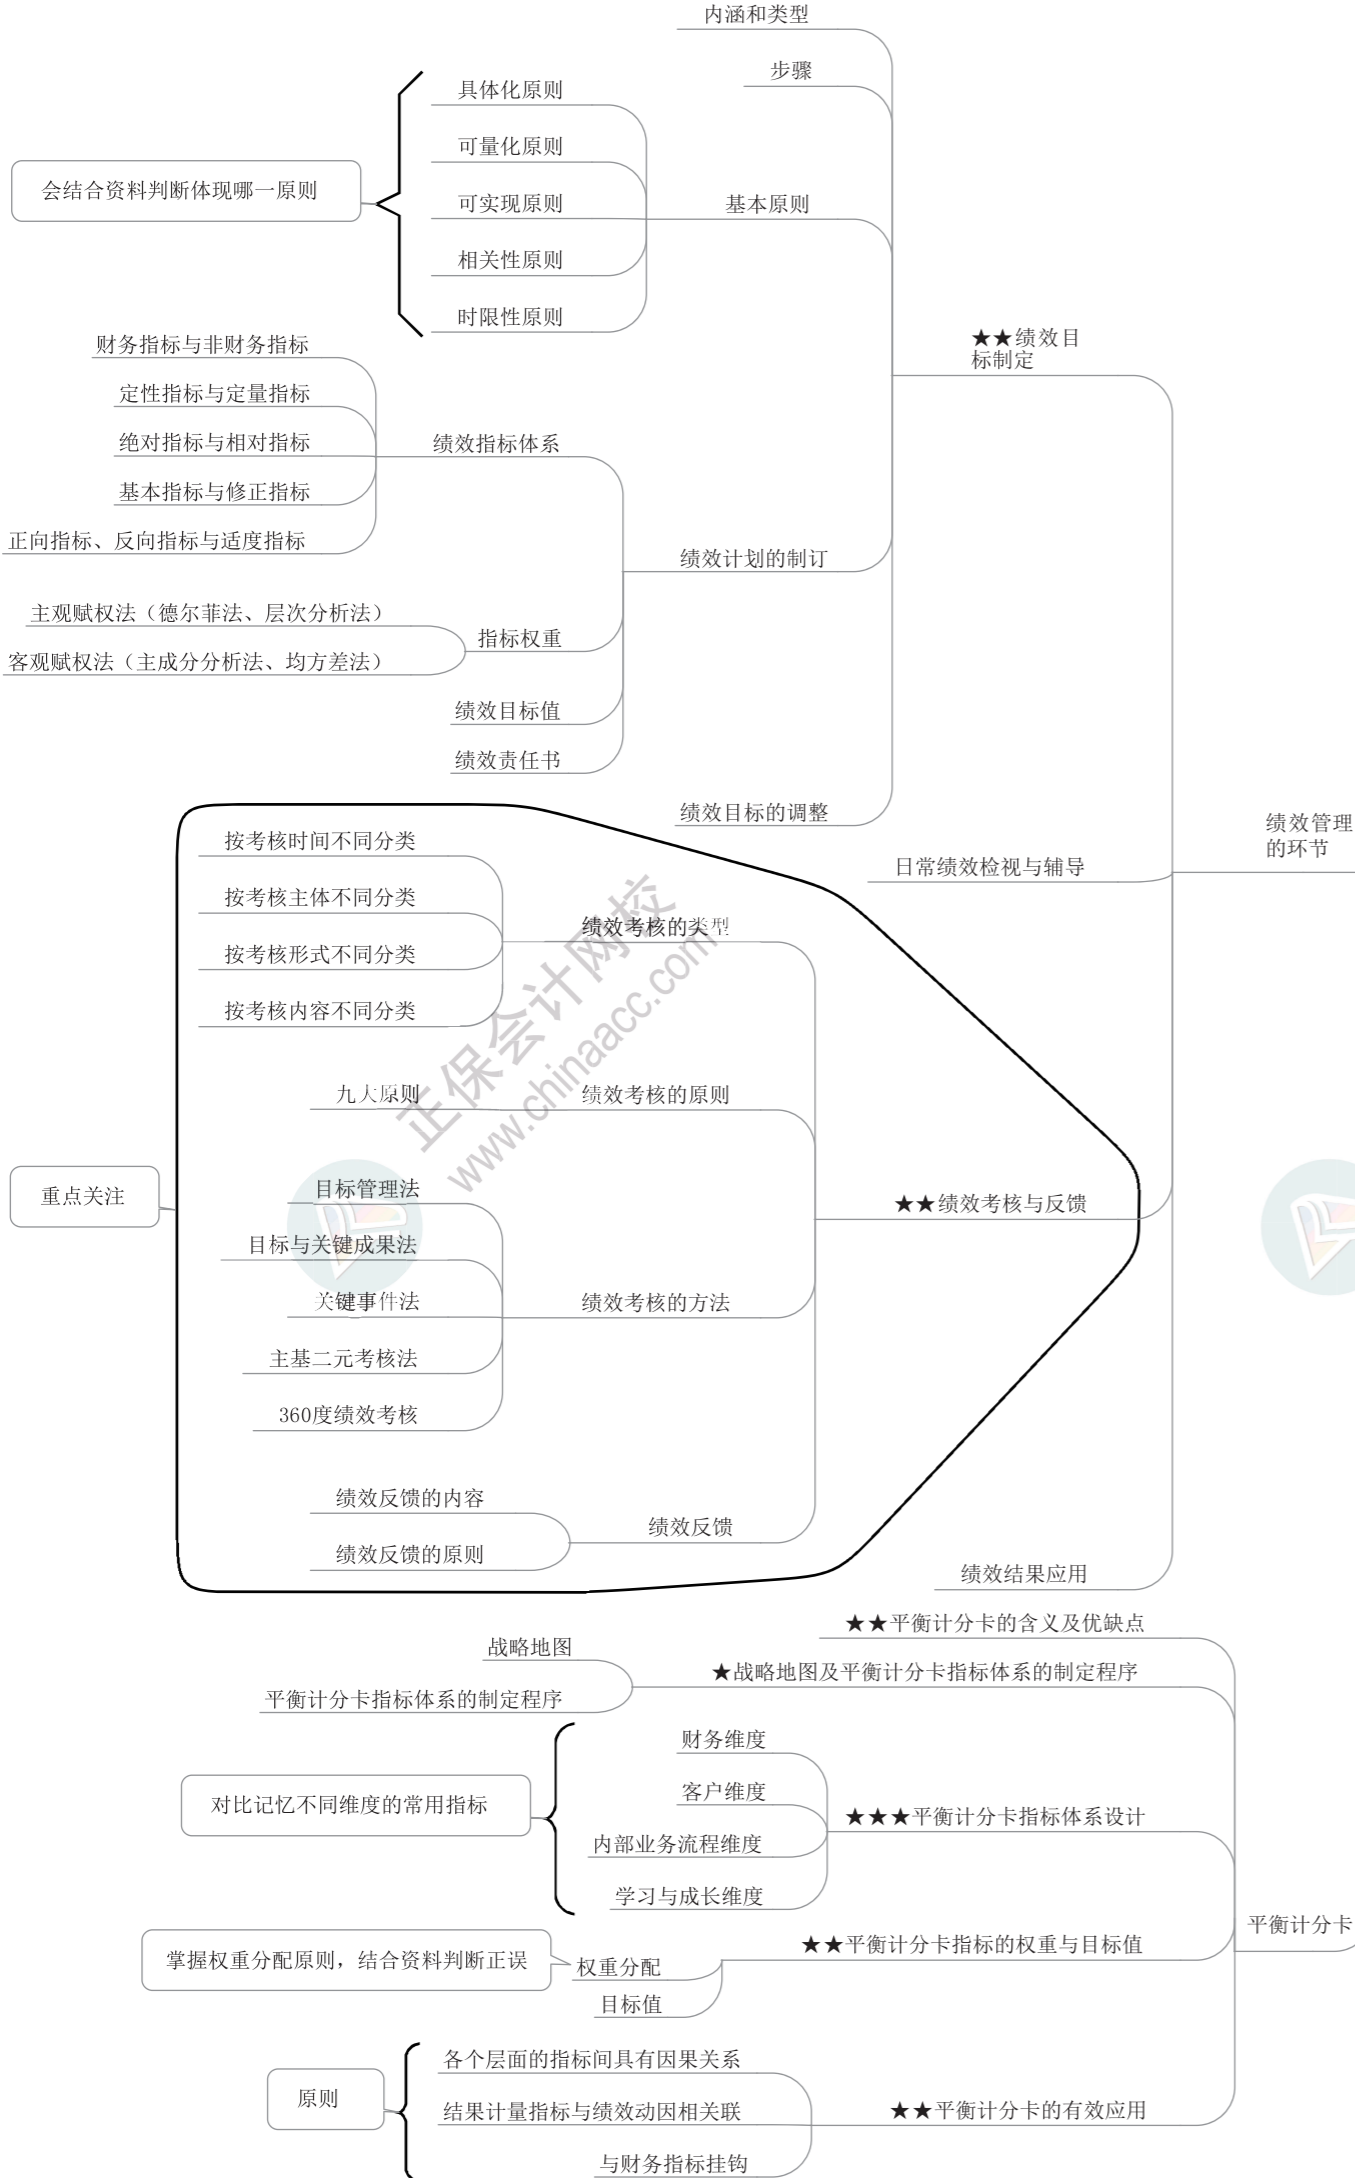 内涵和类型
步骤
具体化原则
可量化原则
会结合资料判断体现哪一原则
可实现原则
基本原则
相关性原则
时限性原则
★★绩效目
标制定
财务指标与非财务指标
定性指标与定量指标
绝对指标与相对指标
绩效指标体系
基本指标与修正指标
正向指标、反向指标与适度指标
绩效计划的制订
主观赋权法（德尔菲法、层次分析法）
指标权重
客观赋权法（主成分分析法、均方差法）
绩效目标值
绩效责任书
绩效目标的调整
绩效管理
的环节
按考核时间不同分类
日常绩效检视与辅导
按考核主体不同分类
绩效考核的类型
按考核形式不同分类
按考核内容不同分类
正保会计网校
www.chinaacc.com
九大原则
绩效考核的原则
重点关注
目标管理法
★★绩效考核与反馈
目标与关键成果法
关键事件法
绩效考核的方法
主基二元考核法
360度绩效考核
绩效反馈的内容
绩效反馈
绩效反馈的原则
绩效结果应用
★★平衡计分卡的含义及优缺点
战略地图
★战略地图及平衡计分卡指标体系的制定程序
平衡计分卡指标体系的制定程序
财务维度
客户维度
对比记忆不同维度的常用指标
★★★平衡计分卡指标体系设计
内部业务流程维度
学习与成长维度
平衡计分卡
★★平衡计分卡指标的权重与目标值
掌握权重分配原则，结合资料判断正误
权重分配
目标值
各个层面的指标间具有因果关系
原则
结果计量指标与绩效动因相关联
★★平衡计分卡的有效应用
与财务指标挂钩